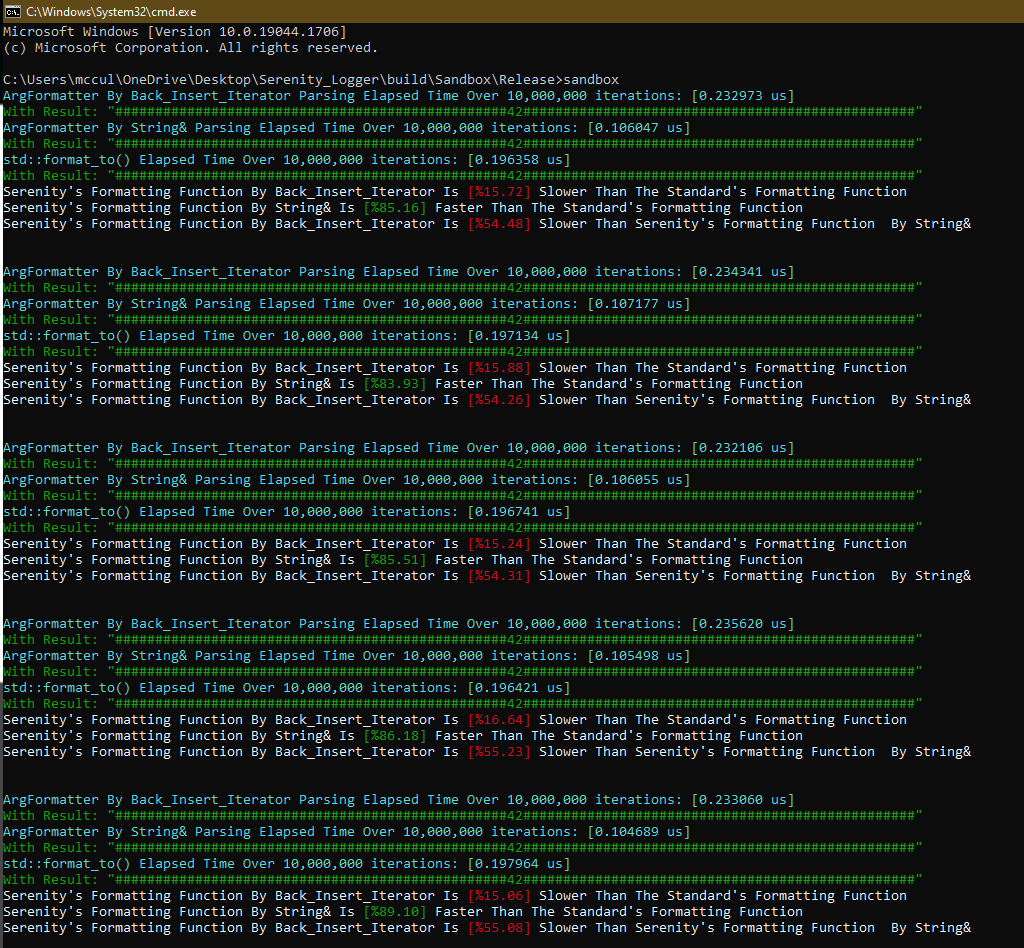 C:\Windows\System32\cmd.exe
Microsoft Windows [Version 10.0.19044.1706]
(c) Microsoft Corporation. All rights reserved.
C:\Users\mccul\OneDrive\Desktop\Serenity_Logger\build\Sandbox\Release>sandbox
ArgFormatter By Back_Insert_Iterator Parsing Elapsed Time Over 10,000,000 iterations: [0.232973 us]
With Result: "#################################################42#################################################"
ArgFormatter By String& Parsing Elapsed Time Over 10,000,000 iterations: [0.106047 us]
With Result: "#################################################42#################################################"
std::format_to() Elapsed Time Over 10,000,000 iterations: [0.196358 us]
With Result: "#################################################42#################################################"
Serenity's Formatting Function By Back_Insert_Iterator Is [%15.72] Slower Than The Standard's Formatting Function
Serenity's Formatting Function By String& Is [%85.16] Faster Than The Standard's Formatting Function
Serenity's Formatting Function By Back_Insert_Iterator Is [%54.48] Slower Than Serenity's Formatting Function  By String&
ArgFormatter By Back_Insert_Iterator Parsing Elapsed Time Over 10,000,000 iterations: [0.234341 us]
With Result: "#################################################42#################################################"
ArgFormatter By String& Parsing Elapsed Time Over 10,000,000 iterations: [0.107177 us]
With Result: "#################################################42#################################################"
std::format_to() Elapsed Time Over 10,000,000 iterations: [0.197134 us]
With Result: "#################################################42#################################################"
Serenity's Formatting Function By Back_Insert_Iterator Is [%15.88] Slower Than The Standard's Formatting Function
Serenity's Formatting Function By String& Is [%83.93] Faster Than The Standard's Formatting Function
Serenity's Formatting Function By Back_Insert_Iterator Is [%54.26] Slower Than Serenity's Formatting Function  By String&
ArgFormatter By Back_Insert_Iterator Parsing Elapsed Time Over 10,000,000 iterations: [0.232106 us]
With Result: "#################################################42#################################################"
ArgFormatter By String& Parsing Elapsed Time Over 10,000,000 iterations: [0.106055 us]
With Result: "#################################################42#################################################"
std::format_to() Elapsed Time Over 10,000,000 iterations: [0.196741 us]
With Result: "#################################################42#################################################"
Serenity's Formatting Function By Back_Insert_Iterator Is [%15.24] Slower Than The Standard's Formatting Function
Serenity's Formatting Function By String& Is [%85.51] Faster Than The Standard's Formatting Function
Serenity's Formatting Function By Back_Insert_Iterator Is [%54.31] Slower Than Serenity's Formatting Function  By String&
ArgFormatter By Back_Insert_Iterator Parsing Elapsed Time Over 10,000,000 iterations: [0.235620 us]
With Result: "#################################################42#################################################"
ArgFormatter By String& Parsing Elapsed Time Over 10,000,000 iterations: [0.105498 us]
With Result: "#################################################42#################################################"
std::format_to() Elapsed Time Over 10,000,000 iterations: [0.196421 us]
With Result: "#################################################42#################################################"
Serenity's Formatting Function By Back_Insert_Iterator Is [%16.64] Slower Than The Standard's Formatting Function
Serenity's Formatting Function By String& Is [%86.18] Faster Than The Standard's Formatting Function
Serenity's Formatting Function By Back_Insert_Iterator Is [%55.23] Slower Than Serenity's Formatting Function  By String&
ArgFormatter By Back_Insert_Iterator Parsing Elapsed Time Over 10,000,000 iterations: [0.233060 us]
With Result: "#################################################42#################################################"
ArgFormatter By String& Parsing Elapsed Time Over 10,000,000 iterations: [0.104689 us]
With Result: "#################################################42#################################################"
std::format_to() Elapsed Time Over 10,000,000 iterations: [0.197964 us]
With Result: "#################################################42#################################################"
Serenity's Formatting Function By Back_Insert_Iterator Is [%15.06] Slower Than The Standard's Formatting Function
Serenity's Formatting Function By String& Is [%89.10] Faster Than The Standard's Formatting Function
Serenity's Formatting Function By Back_Insert_Iterator Is [%55.08] Slower Than Serenity's Formatting Function  By String&